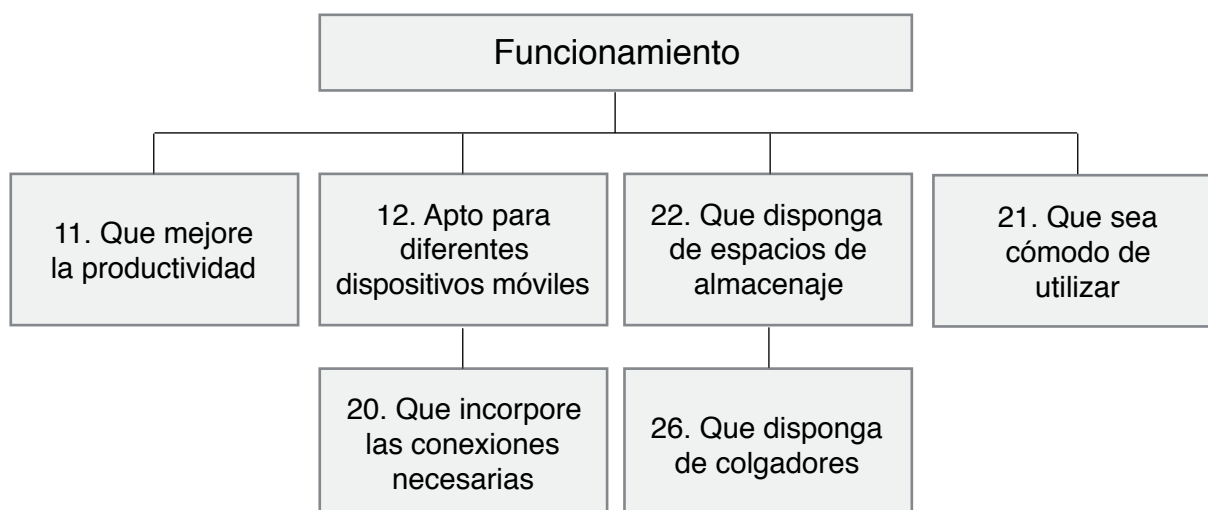 Funcionamiento
11. Que mejore
la productividad
12. Apto para
diferentes
dispositivos móviles
22. Que disponga
de espacios de
almacenaje
21. Que sea
cómodo de
utilizar
20. Que incorpore
las conexiones
necesarias
26. Que disponga
de colgadores